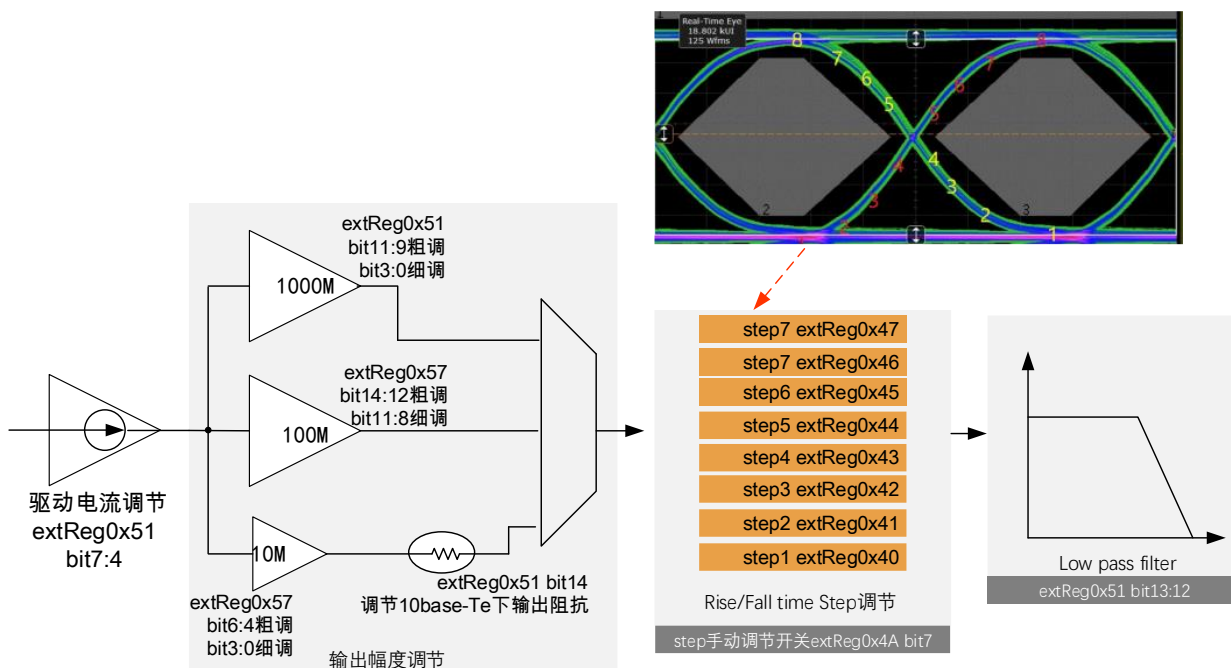 Real-Time Eye
18.802 kUI
125 Wfms
1
8
7
6
5
4
3
2
1
8
7
6
5
4
3
2
2
3
extReg0x51
bit11:9粗调
bit3:0细调
1000M
extReg0x57
bit14:12粗调
bit11:8细调
100M
驱动电流调节
extReg0x51
bit7:4
10M
extReg0x51 bit14
调节10base-Te下输出阻抗
extReg0x57
bit6:4粗调
bit3:0细调
输出幅度调节
step7 extReg0x47
step7 extReg0x46
step6 extReg0x45
step5 extReg0x44
step4 extReg0x43
step3 extReg0x42
step2 extReg0x41
step1 extReg0x40
Rise/Fall time Step调节
step手动调节开关extReg0x4A bit7
Low pass filter
extReg0x51 bit13:12